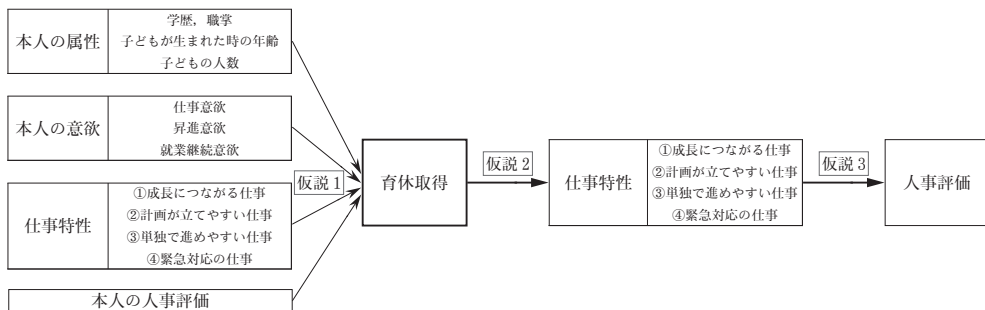 本人の属性
学歴，職掌
子どもが生まれた時の年齢
子どもの人数
本人の意欲
仕事意欲
昇進意欲
就業継続意欲
仕事特性
①成長につながる仕事
②計画が立てやすい仕事
③単独で進めやすい仕事
④緊急対応の仕事
本人の人事評価
仮説 1
育休取得
仮説 2
仕事特性
①成長につながる仕事
②計画が立てやすい仕事
③単独で進めやすい仕事
④緊急対応の仕事
仮説 3
人事評価